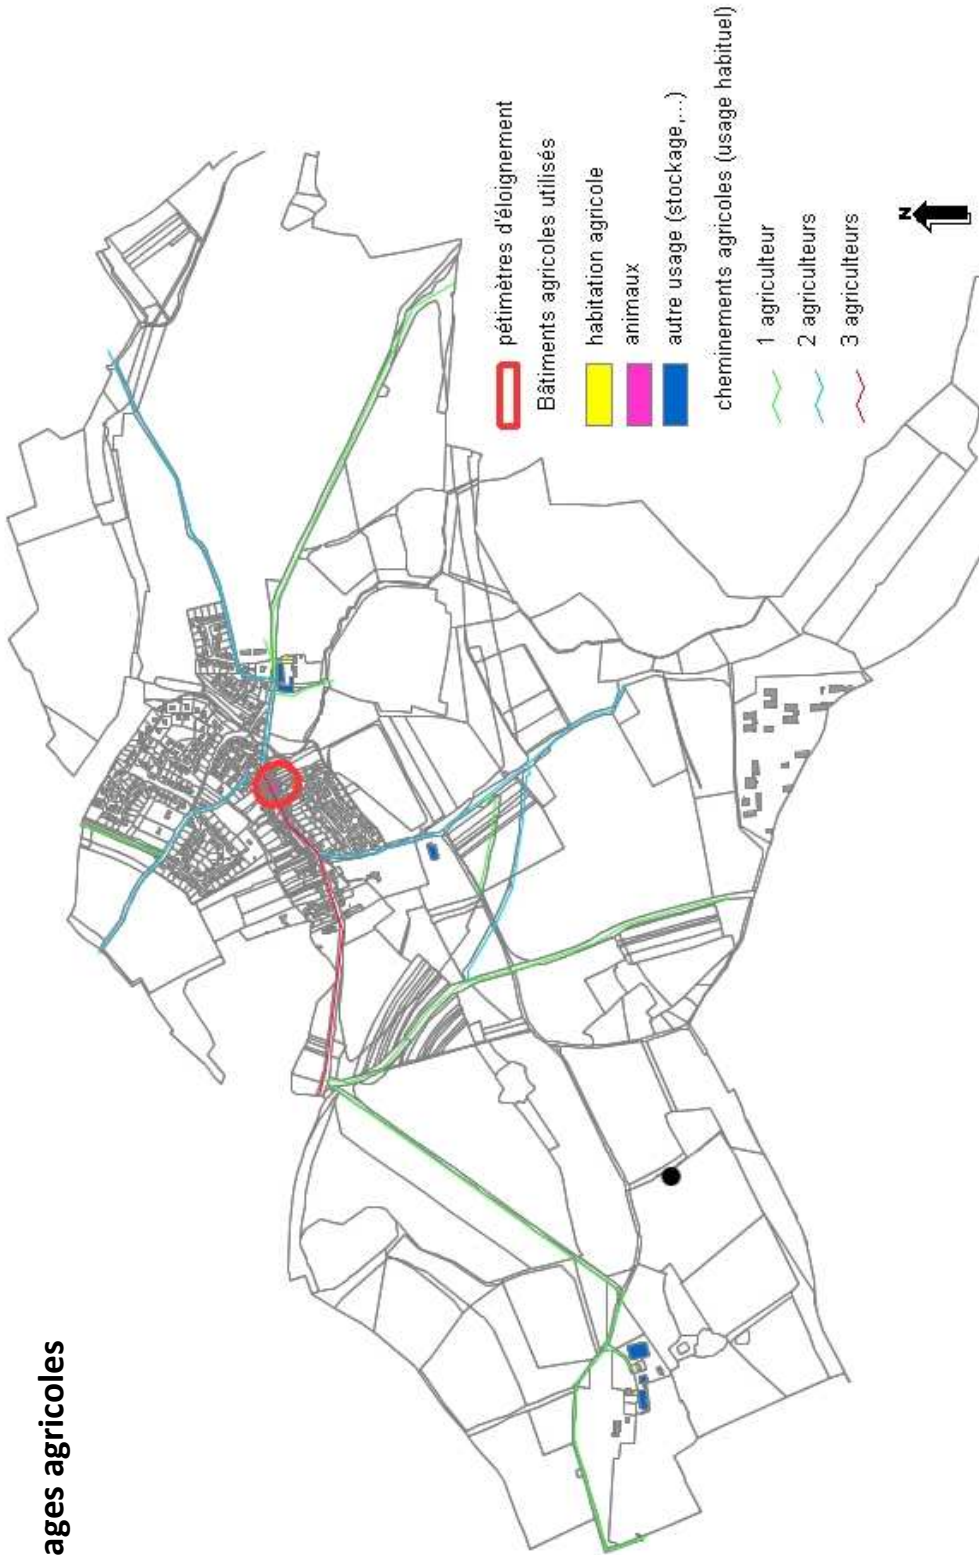 ages agricoles
pétimètres d'éloignement
Bâtiments agricoles utilisés
habitation agricole
animaux
autre usage (stockage,...)
cheminements agricoles (usage habituel)
1 agriculteur
2 agriculteurs
3 agriculteurs
N